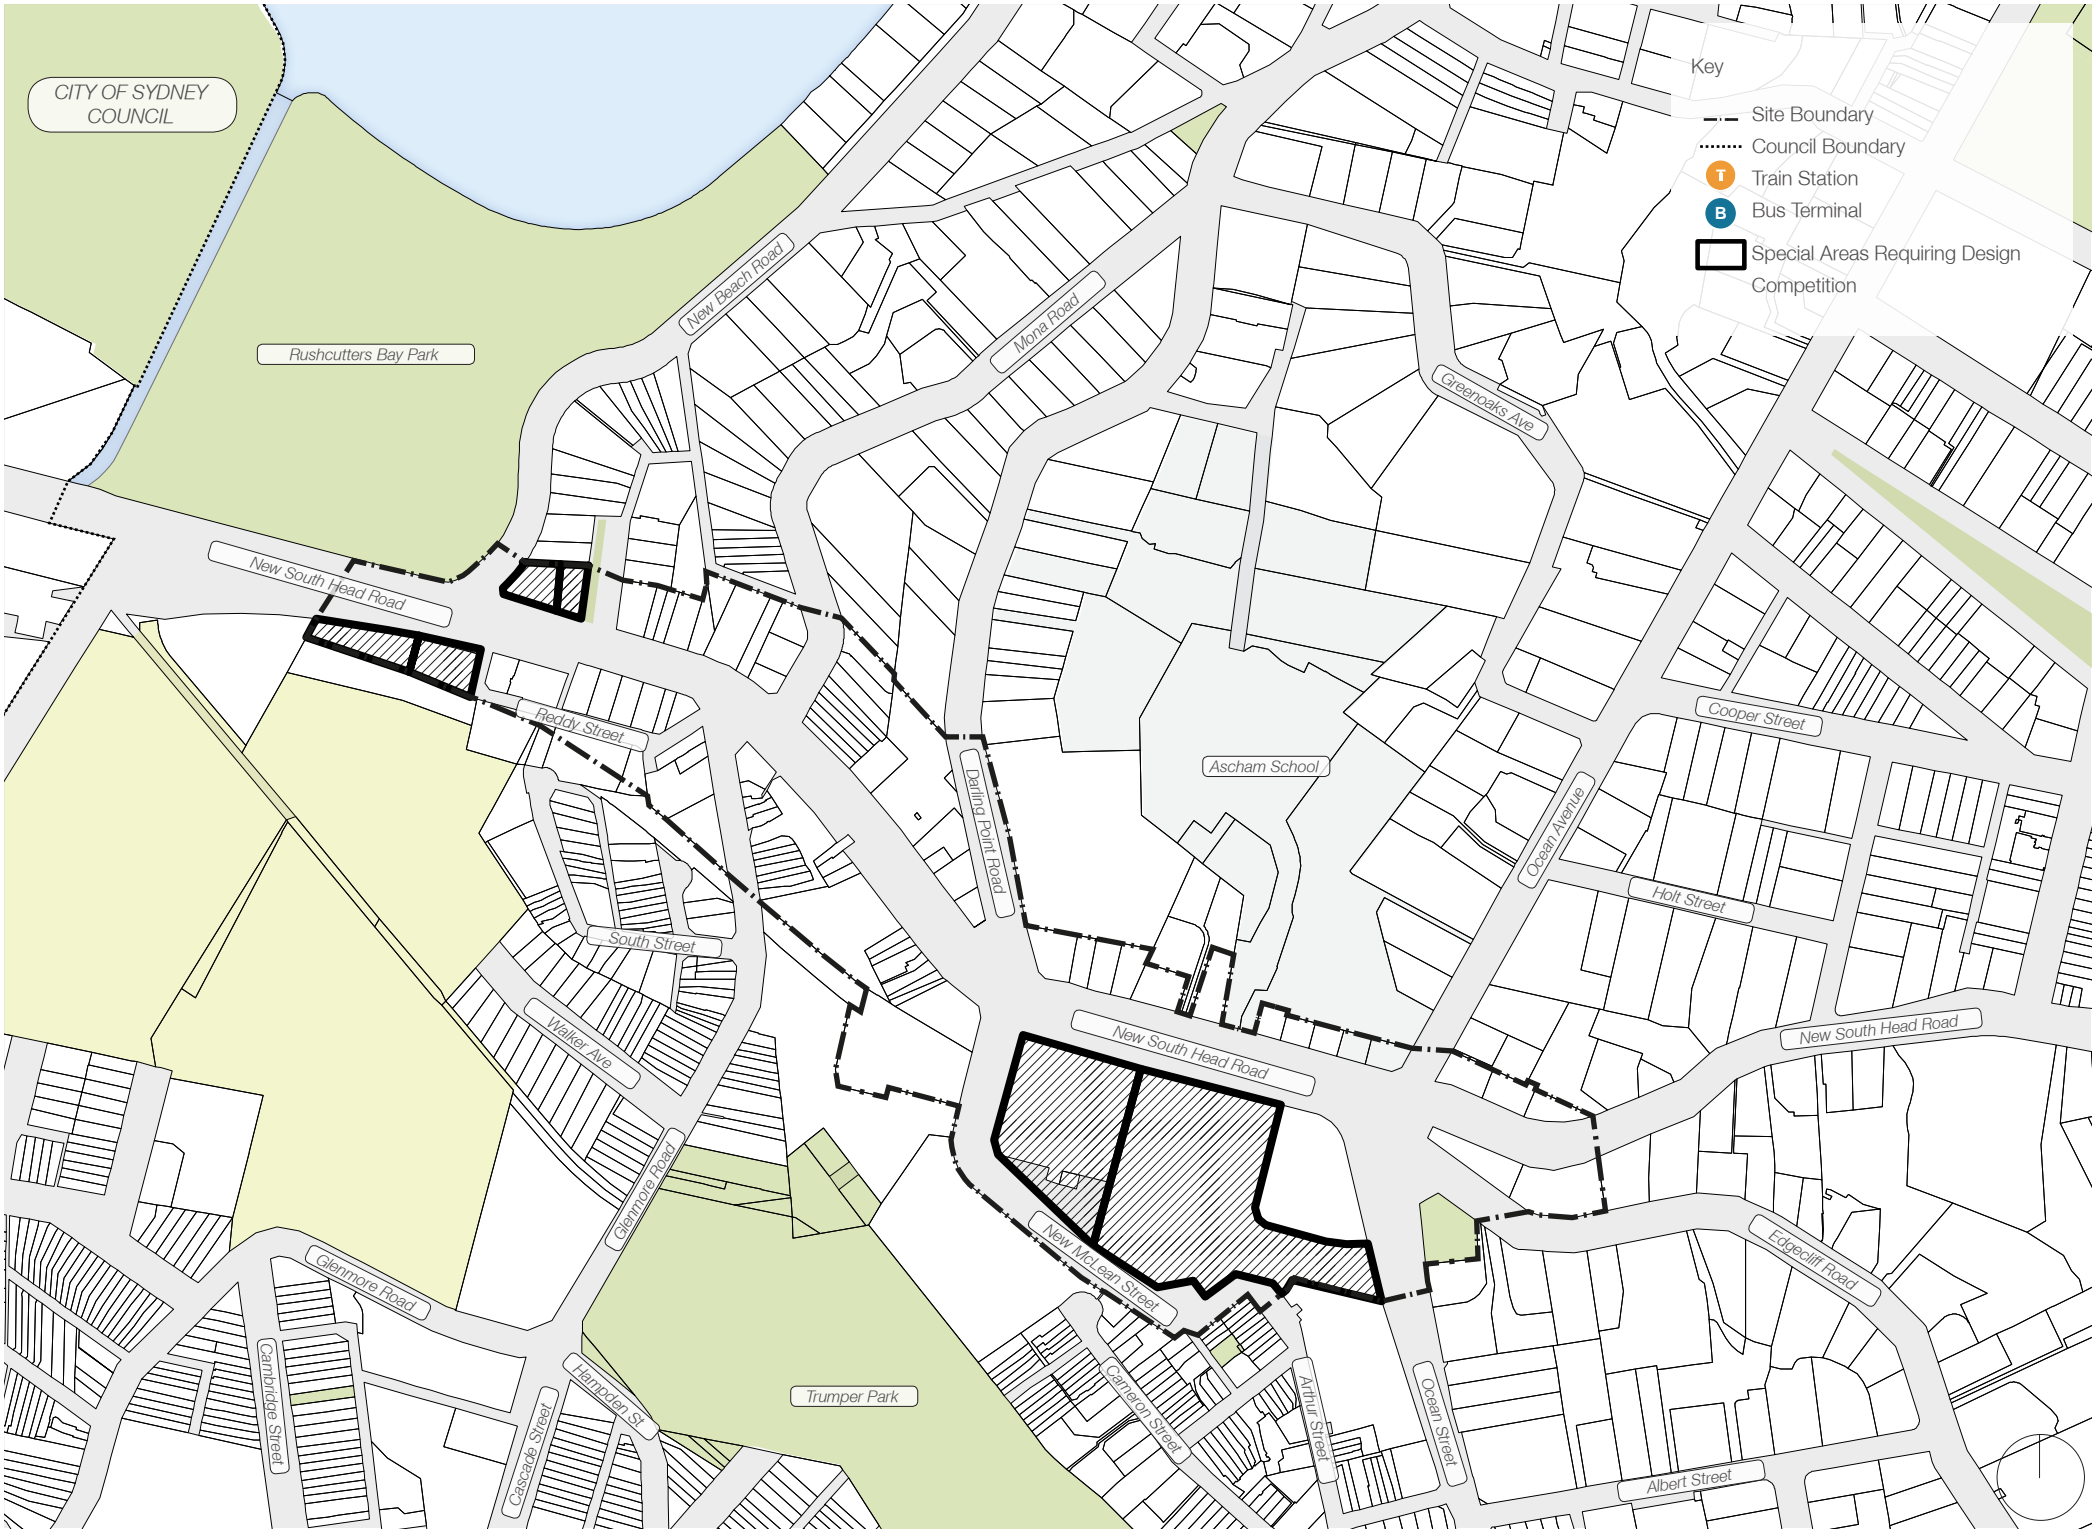 CITY OF SYDNEY
COUNCIL
Key
Site Boundary
Council Boundary
T
Train Station
B
Bus Terminal
Special Areas Requiring Design
Competition
New Beach Road
Mona Road
Rushcutters Bay Park
Greenoaks Ave
New South Head Road
Reddy Street
Cooper Street
Ascham School
Darling Point Road
Ocean Avenue
Holt Street
South Street
Walker Ave
New South Head Road
New South Head Road
Glenmore Road
New McLean Street
Edgecliff Road
Glenmore Road
Cambridge Street
Hampden St
Trumper Park
Cascade Street
Cameron Street
Arthur Street
Ocean Street
Albert Street